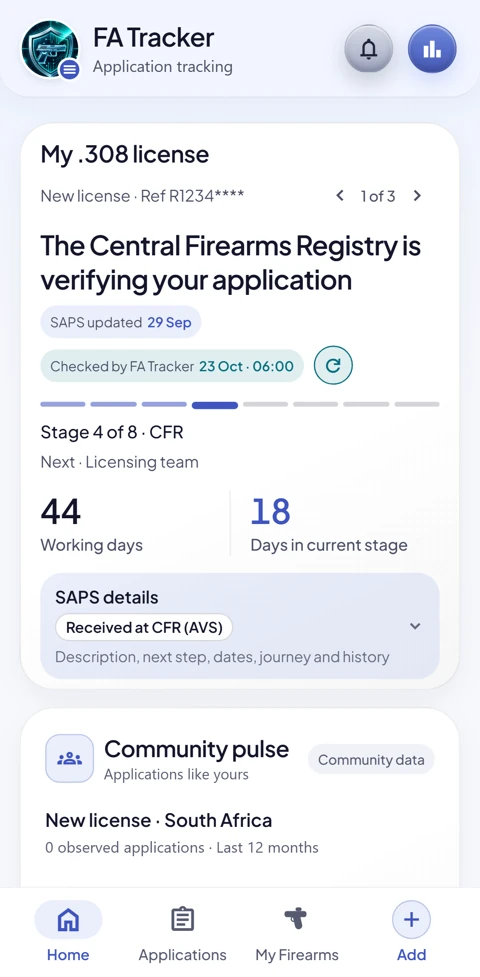 FA Tracker
Application tracking
My .308 license
New license · Ref R1234****
1 of 3
The Central Firearms Registry is
verifying your application
SAPS updated 29 Sep
Checked by FA Tracker 23 Oct · 06:00
Stage 4 of 8 · CFR
Next · Licensing team
44
Working days
18
Days in current stage
SAPS details
Received at CFR (AVS)
Description, next step, dates, journey and history
Community pulse
Applications like yours
Community data
New license · South Africa
0 observed applications · Last 12 months
Home
Applications
My Firearms
Add